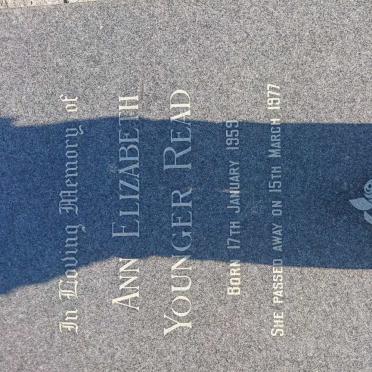 In Loving Memory of
ANN ELIZABETH
YOUNGER READ
BORN 17TH JANUARY 1959
SHE PASSED AWAY ON 15TH MARCH 1977